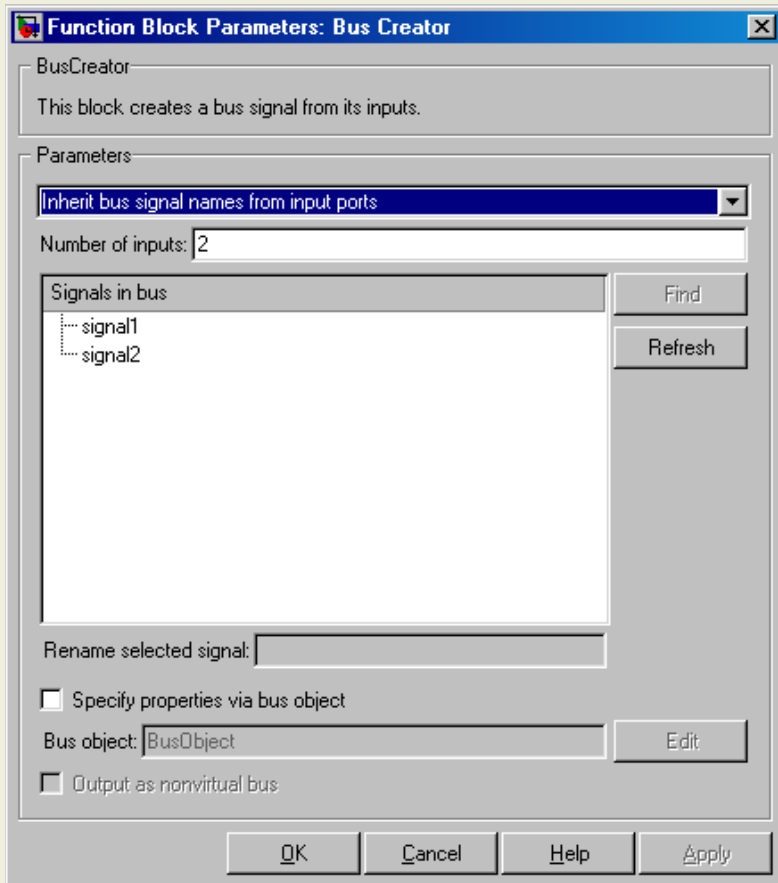 Function Block Parameters: Bus Creator
BusCreator
This block creates a bus signal from its inputs.
Parameters
Inherit bus signal names from input ports
Number of inputs: 2
Signals in bus
Find
signal1
signal2
Refresh
Rename selected signal:
Specify properties via bus object
Bus object: BusObject
Edit
Output as nonvirtual bus
OK
Cancel
Help
Apply